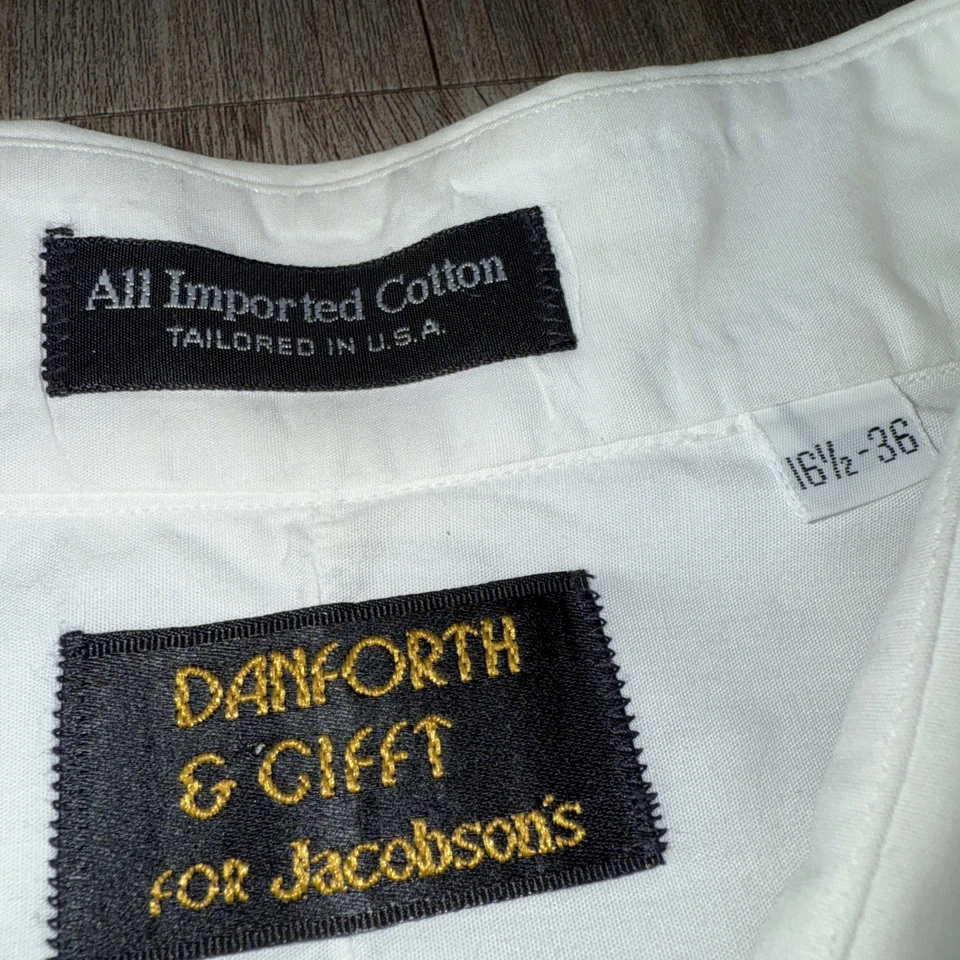 All Imported Cotton
TAILORED IN U.S.A.
16½-36
DANFORTH
& GIFFT
FOR Jacobson's